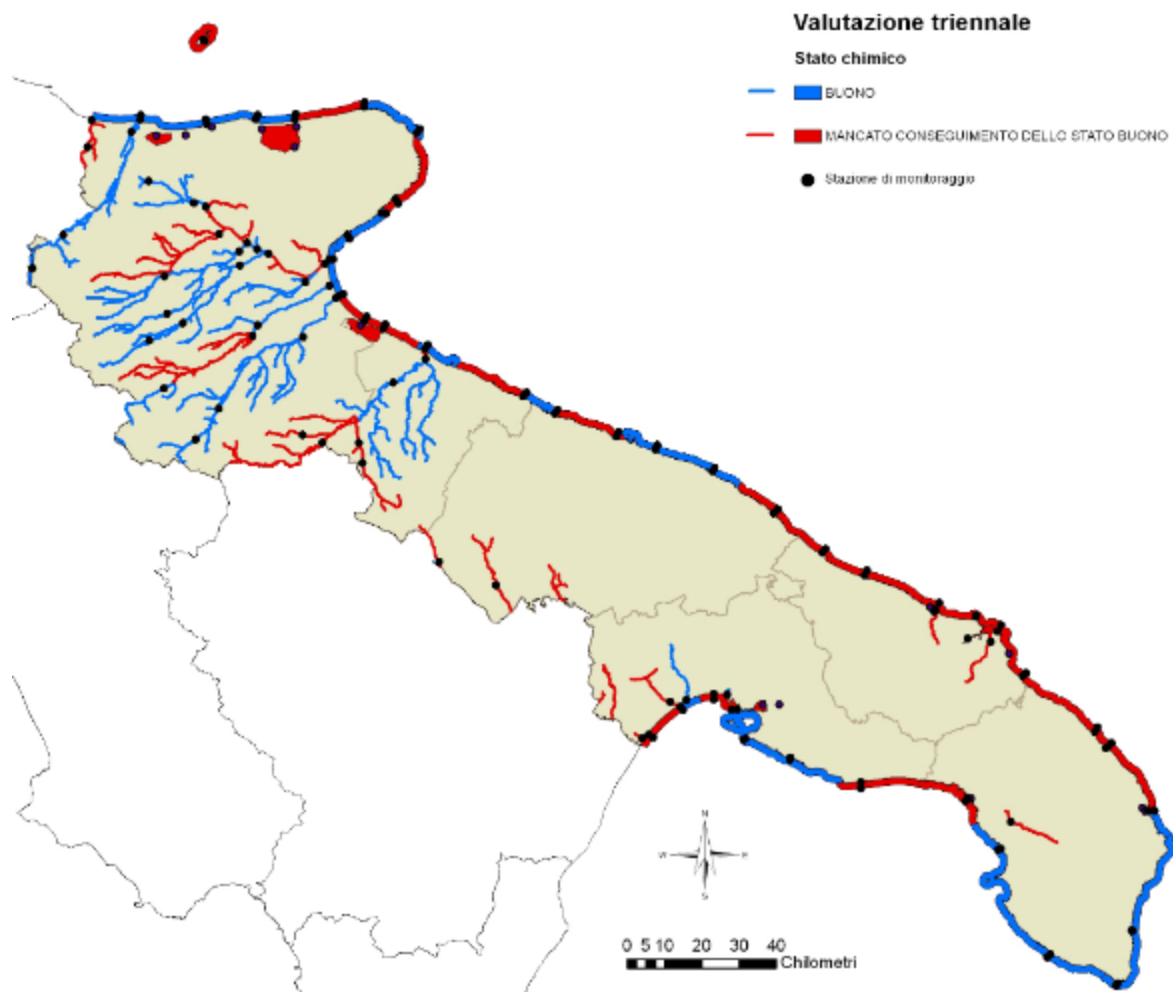 Valutazione triennale
Stato chimico
BUONO
MANCATO CONSEGUIMENTO DELLO STATO BUONO
Stazione di monitoraggio
N
W E
S
0 5 10 20 30 40
Chilometri